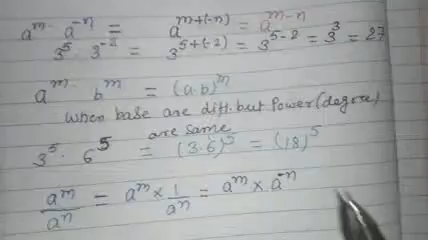 a^m · a^-n = a^m+(-n) = a^m-n
3^5 · 3^-2 = 3^5+(-2) = 3^5-2 = 3^3 = 27
a^m · b^m = (a.b)^m
When base are diff. but Power(degree)
are same
3^5 · 6^5 = (3.6)^5 = (18)^5
a^m/a^n = a^m × 1/a^n = a^m × a^-n